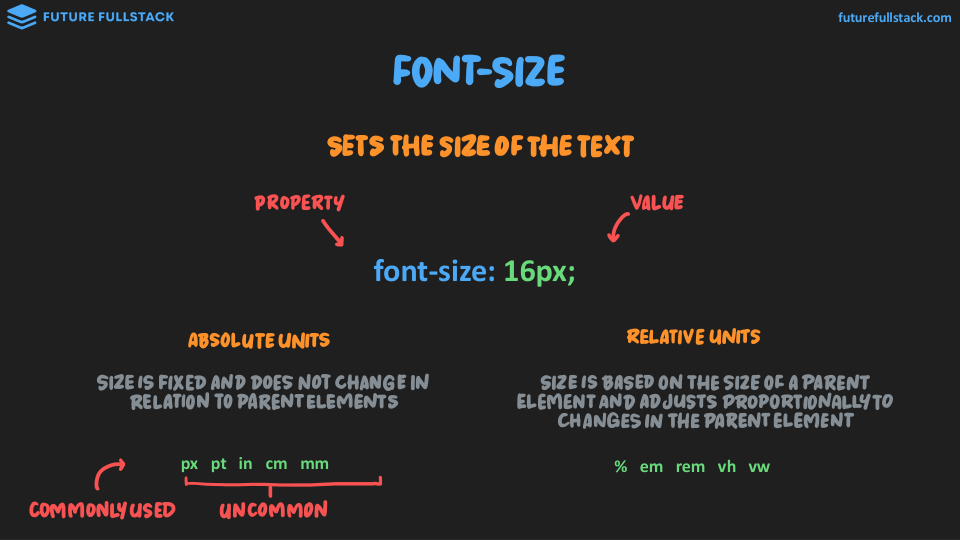 FUTURE FULLSTACK
futurefullstack.com
FONT-SIZE
SETS THE SIZE OF THE TEXT
PROPERTY
VALUE
font-size: 16px;
ABSOLUTE UNITS
SIZE IS FIXED AND DOES NOT CHANGE IN
RELATION TO PARENT ELEMENTS
px pt in cm mm
COMMONLY USED
UNCOMMON
RELATIVE UNITS
SIZE IS BASED ON THE SIZE OF A PARENT
ELEMENT AND ADJUSTS PROPORTIONALLY TO
CHANGES IN THE PARENT ELEMENT
% em rem vh vw